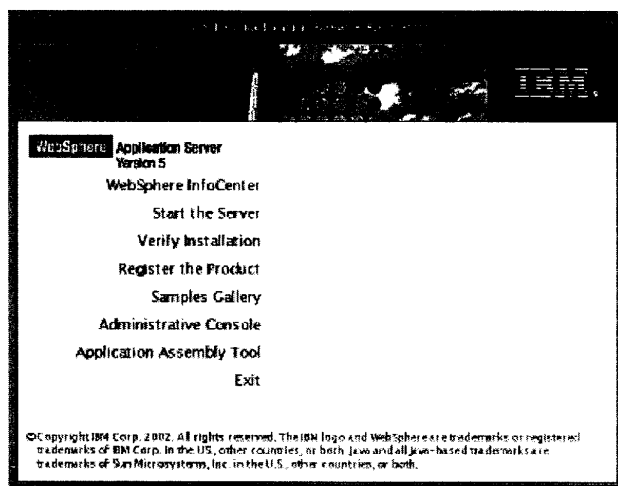 IBM
WebSphere Application Server
Version 5
WebSphere InfoCenter
Start the Server
Verify Installation
Register the Product
Samples Gallery
Administrative Console
Application Assembly Tool
Exit
©Copyright IBM Corp. 2002. All rights reserved. The IBM logo and WebSphere are trademarks or registered
trademarks of IBM Corp. in the US, other countries, or both. Java and all Java-based trademarks are
trademarks of Sun Microsystems, Inc. in the U.S., other countries, or both.